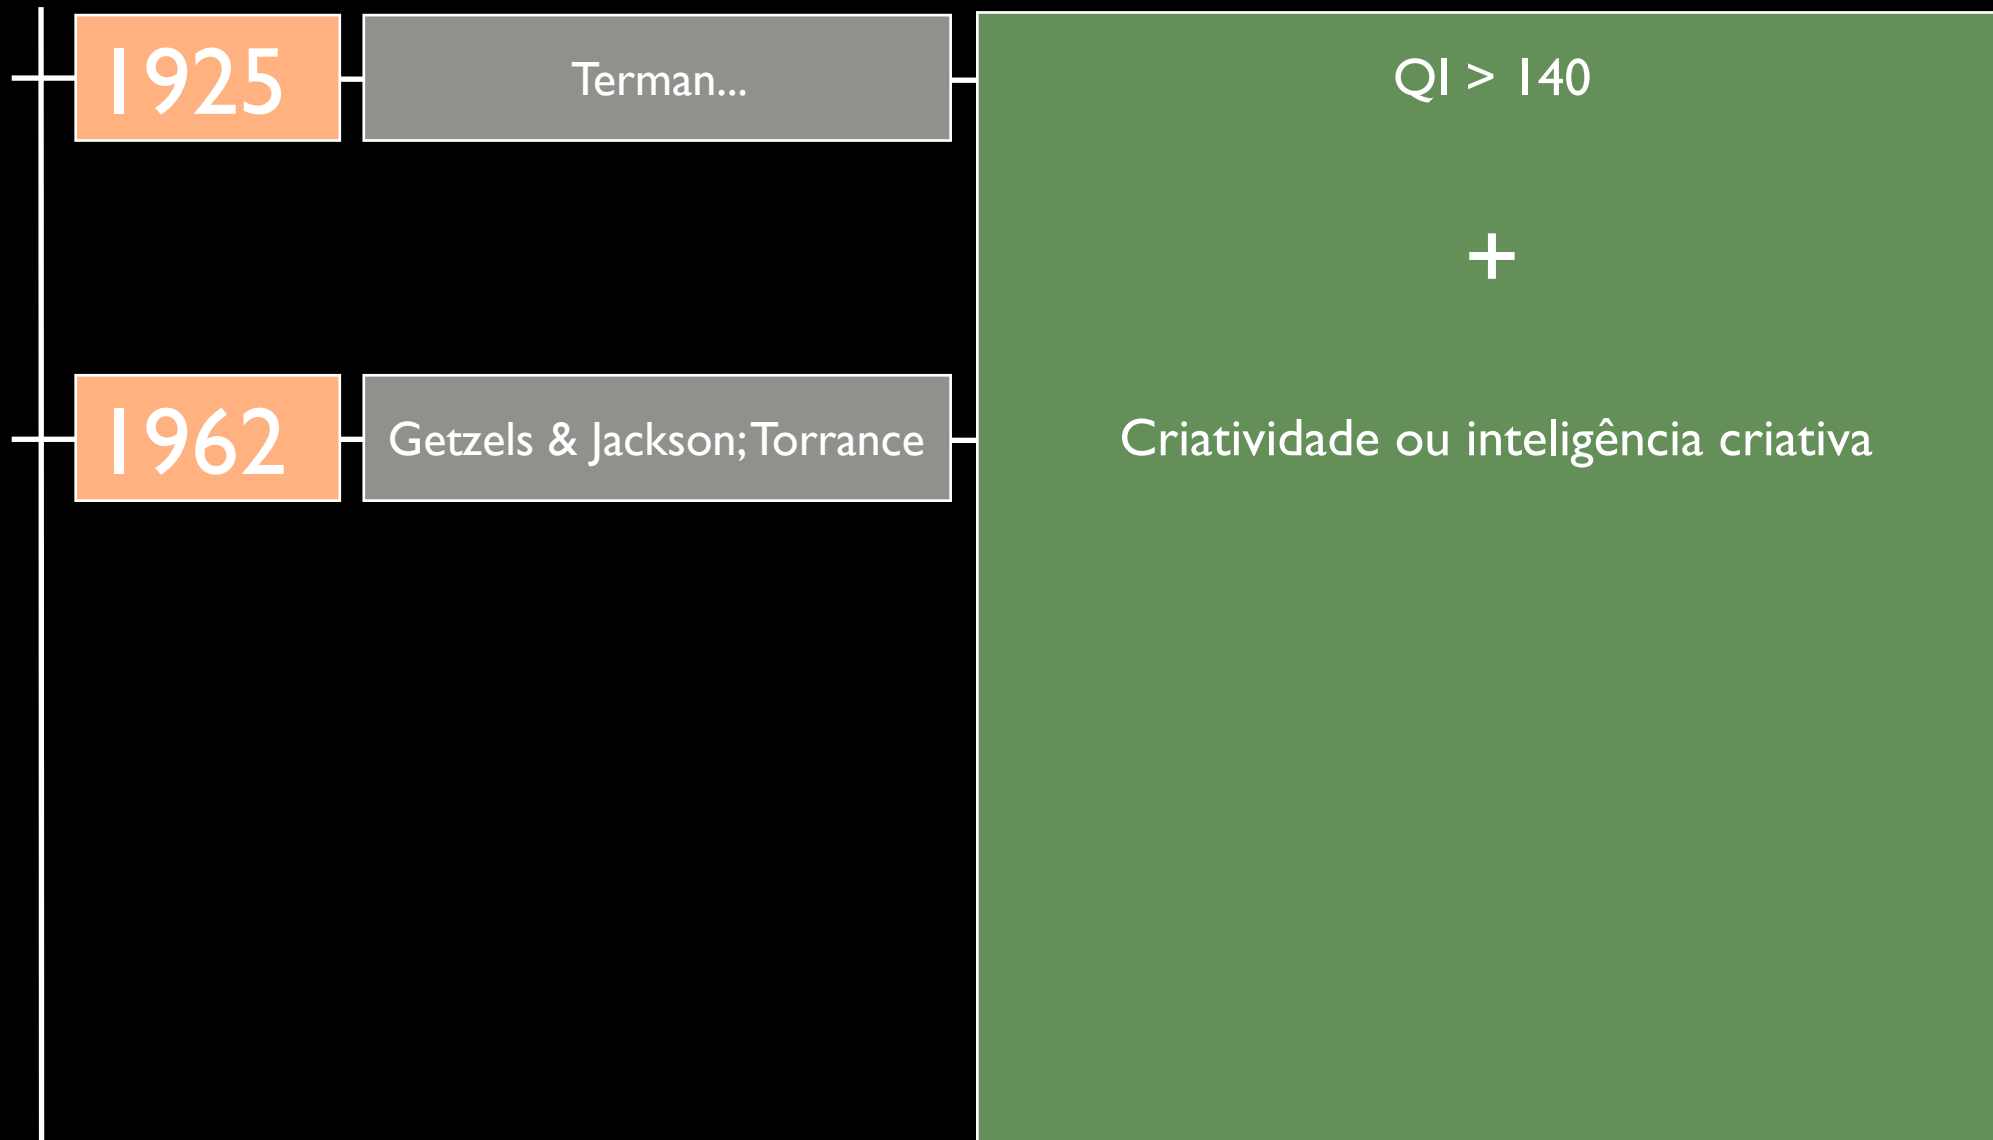 1925
Terman...
QI > 140
+
1962
Getzels & Jackson; Torrance
Criatividade ou inteligência criativa